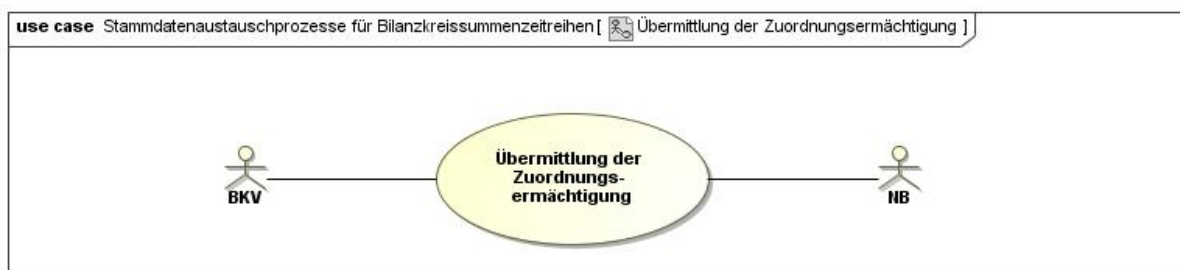 use case Stammdatenaustauschprozesse für Bilanzkreissummenzeitreihen [ Übermittlung der Zuordnungsermächtigung ]
Übermittlung der
Zuordnungs-
ermächtigung
BKV
NB